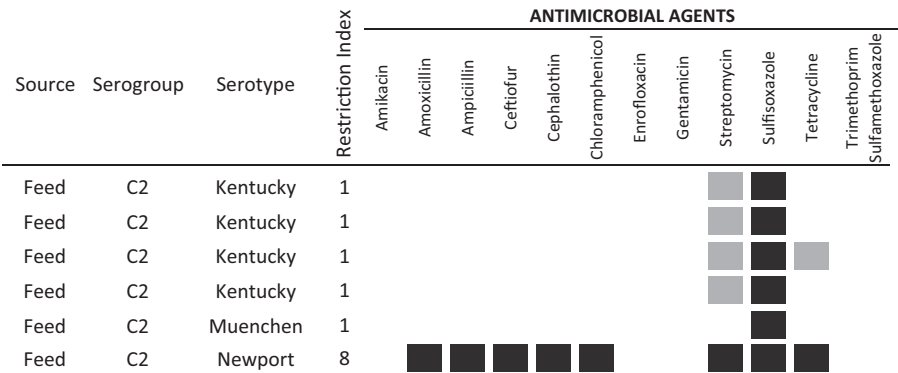 ANTIMICROBIAL AGENTS
Source Serogroup Serotype Restriction Index Amikacin Amoxicillin Ampiciillin Ceftiofur Cephalothin Chloramphenicol Enrofloxacin Gentamicin Streptomycin Sulfisoxazole Tetracycline Trimethoprim
Sulfamethoxazole
Feed C2 Kentucky 1
Feed C2 Kentucky 1
Feed C2 Kentucky 1
Feed C2 Kentucky 1
Feed C2 Muenchen 1
Feed C2 Newport 8